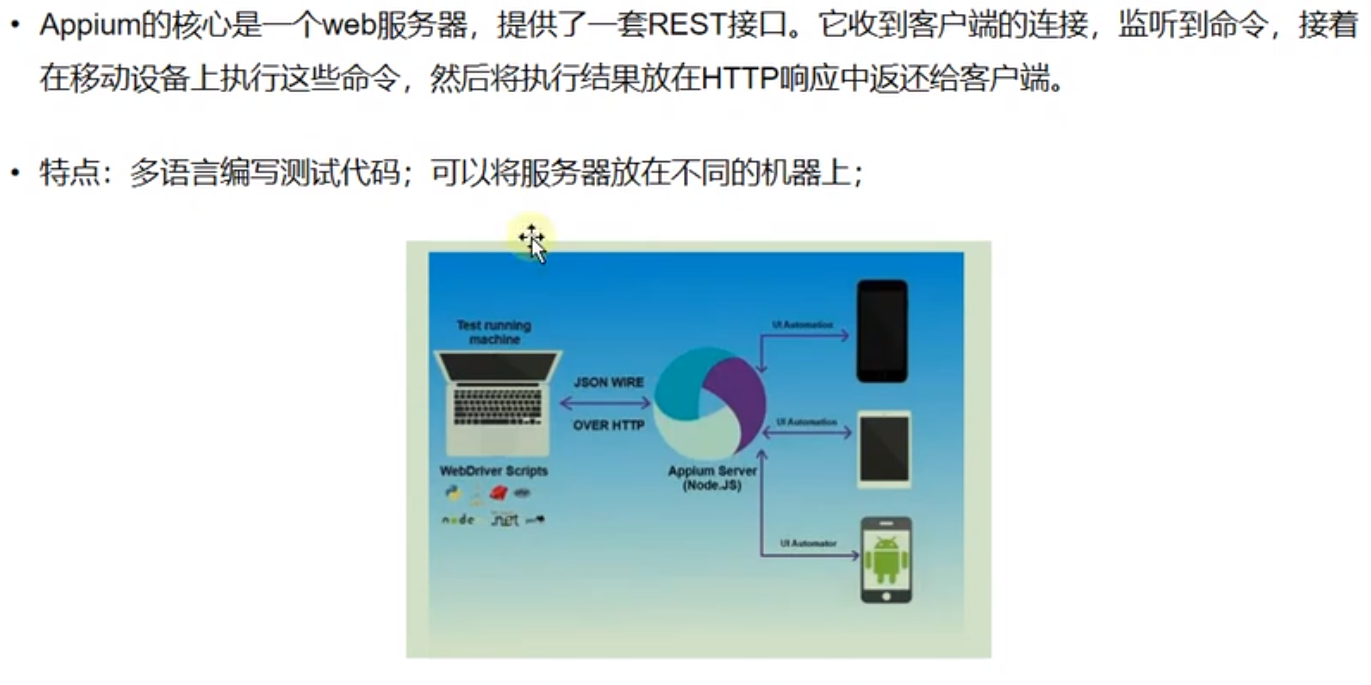 • Appium的核心是一个web服务器，提供了一套REST接口。它收到客户端的连接，监听到命令，接着
在移动设备上执行这些命令，然后将执行结果放在HTTP响应中返还给客户端。
• 特点：多语言编写测试代码；可以将服务器放在不同的机器上；
Test running
machine
JSON WIRE
OVER HTTP
WebDriver Scripts
node
.net
Appium Server
(Node.JS)
UI Automation
UI Automation
UI Automator